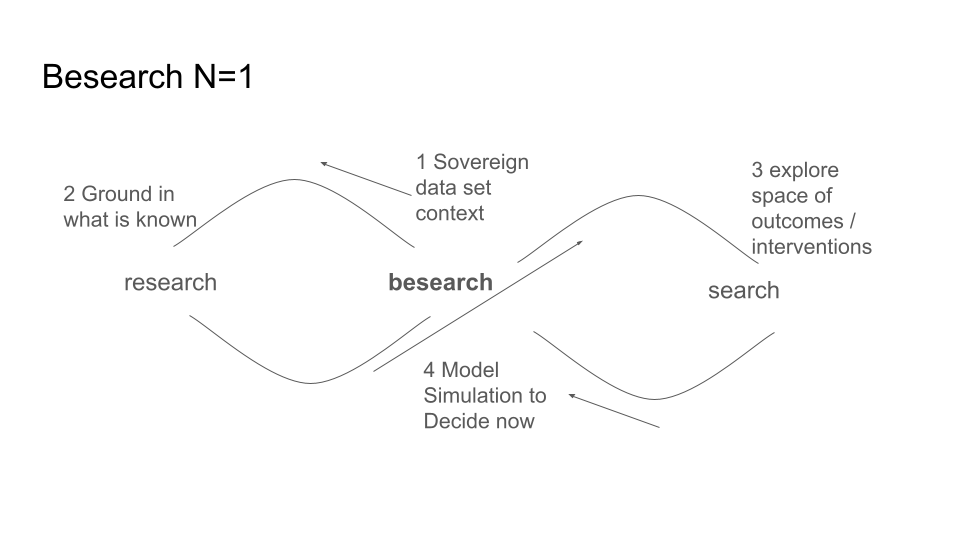 Besearch N=1
1 Sovereign
data set
context
2 Ground in
what is known
3 explore
space of
outcomes /
interventions
research
besearch
search
4 Model
Simulation to
Decide now